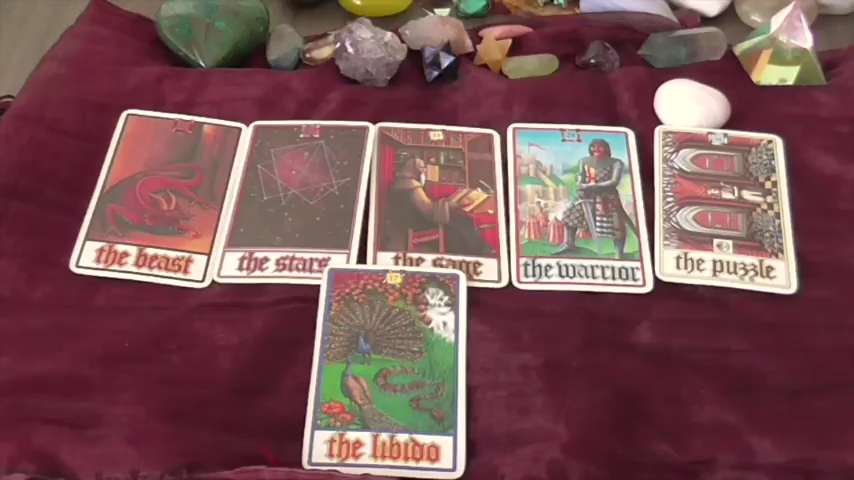 the beast
the stars
the sage
the warrior
the puzzle
the libido